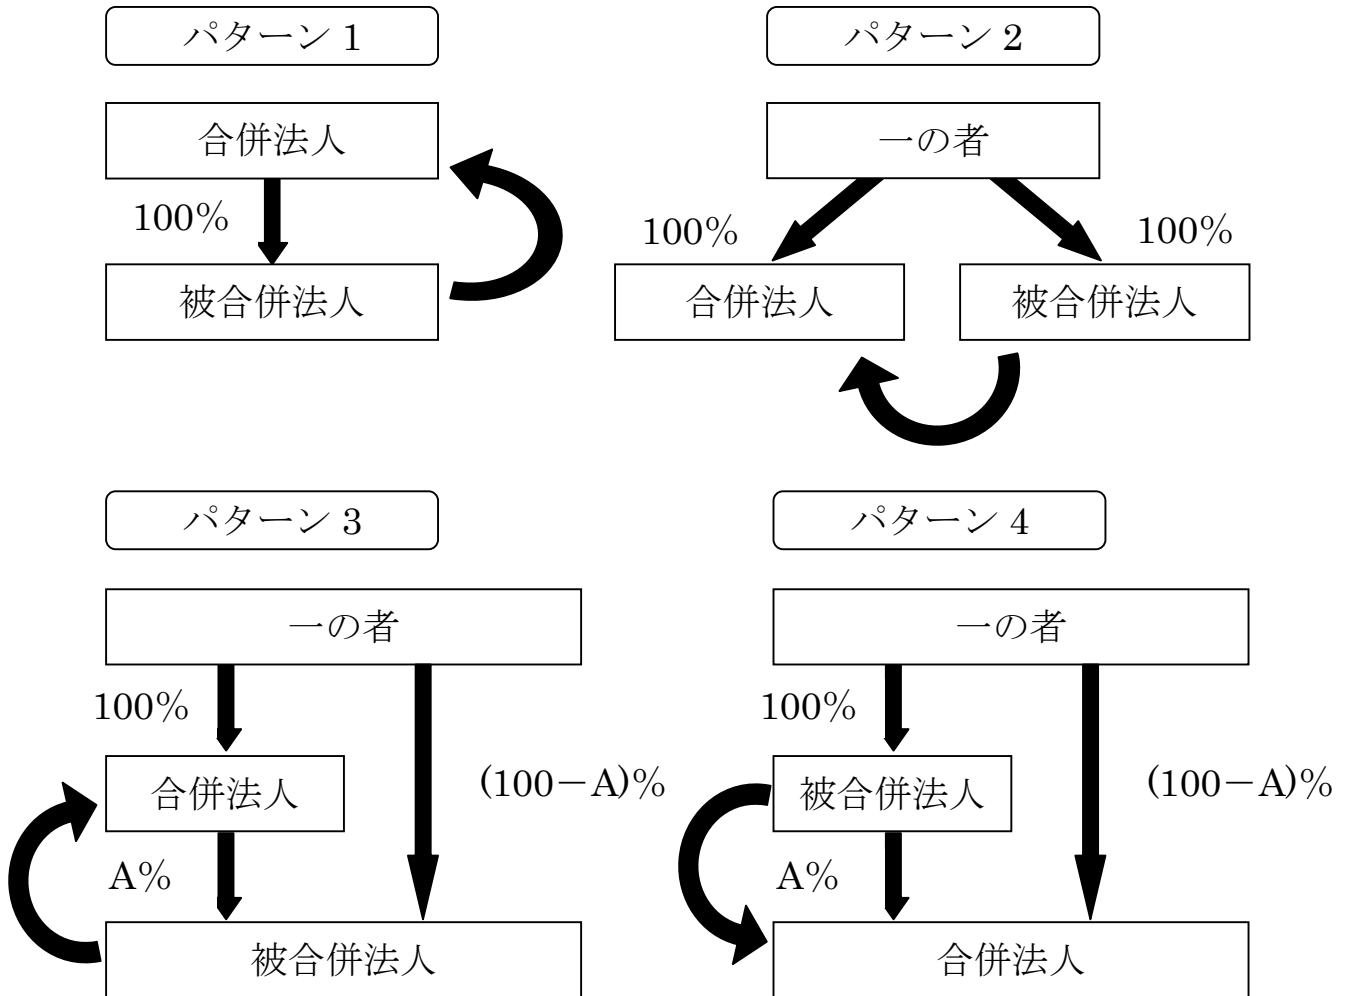 パターン 1
合併法人
100%
被合併法人
パターン 2
一の者
100%
100%
合併法人
被合併法人
パターン 3
一の者
100%
合併法人
(100－A)%
A%
被合併法人
パターン 4
一の者
100%
被合併法人
(100－A)%
A%
合併法人